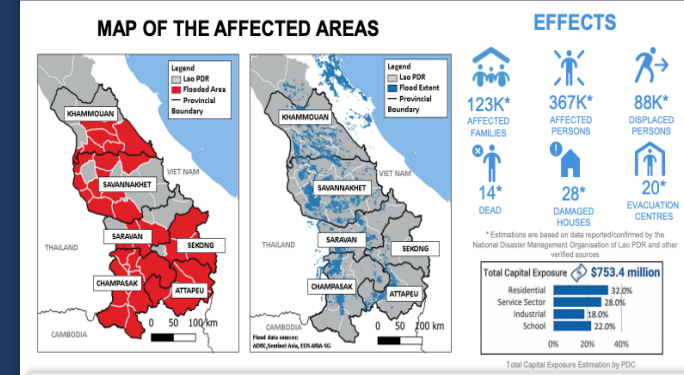 MAP OF THE AFFECTED AREAS
Legend
Lao PDR
Flooded Area
Provincial
Boundary
KHAMMOUAN
VIET NAM
SAVANNAKHET
SARAVAN
SEKONG
THAILAND
CHAMPASAK
ATTAPEU
0 50 100 km
CAMBODIA
Legend
Lao PDR
Flood Extent
Provincial
Boundary
KHAMMOUAN
VIET NAM
SAVANNAKHET
SARAVAN
SEKONG
THAILAND
CHAMPASAK
ATTAPEU
0 50 100 km
CAMBODIA
Flood data sources:
ADRC,Sentinel Asia, EOS ARIA-SG
EFFECTS
123K*
AFFECTED
FAMILIES
367K*
AFFECTED
PERSONS
88K*
DISPLACED
PERSONS
14*
DEAD
28*
DAMAGED
HOUSES
20*
EVACUATION
CENTRES
* Estimations are based on data reported/confirmed by the
National Disaster Management Organisation of Lao PDR and other
verified sources
Total Capital Exposure $753.4 million
Residential 32.0%
Service Sector 28.0%
Industrial 18.0%
School 22.0%
0% 20% 40%
Total Capital Exposure Estimation by PDC